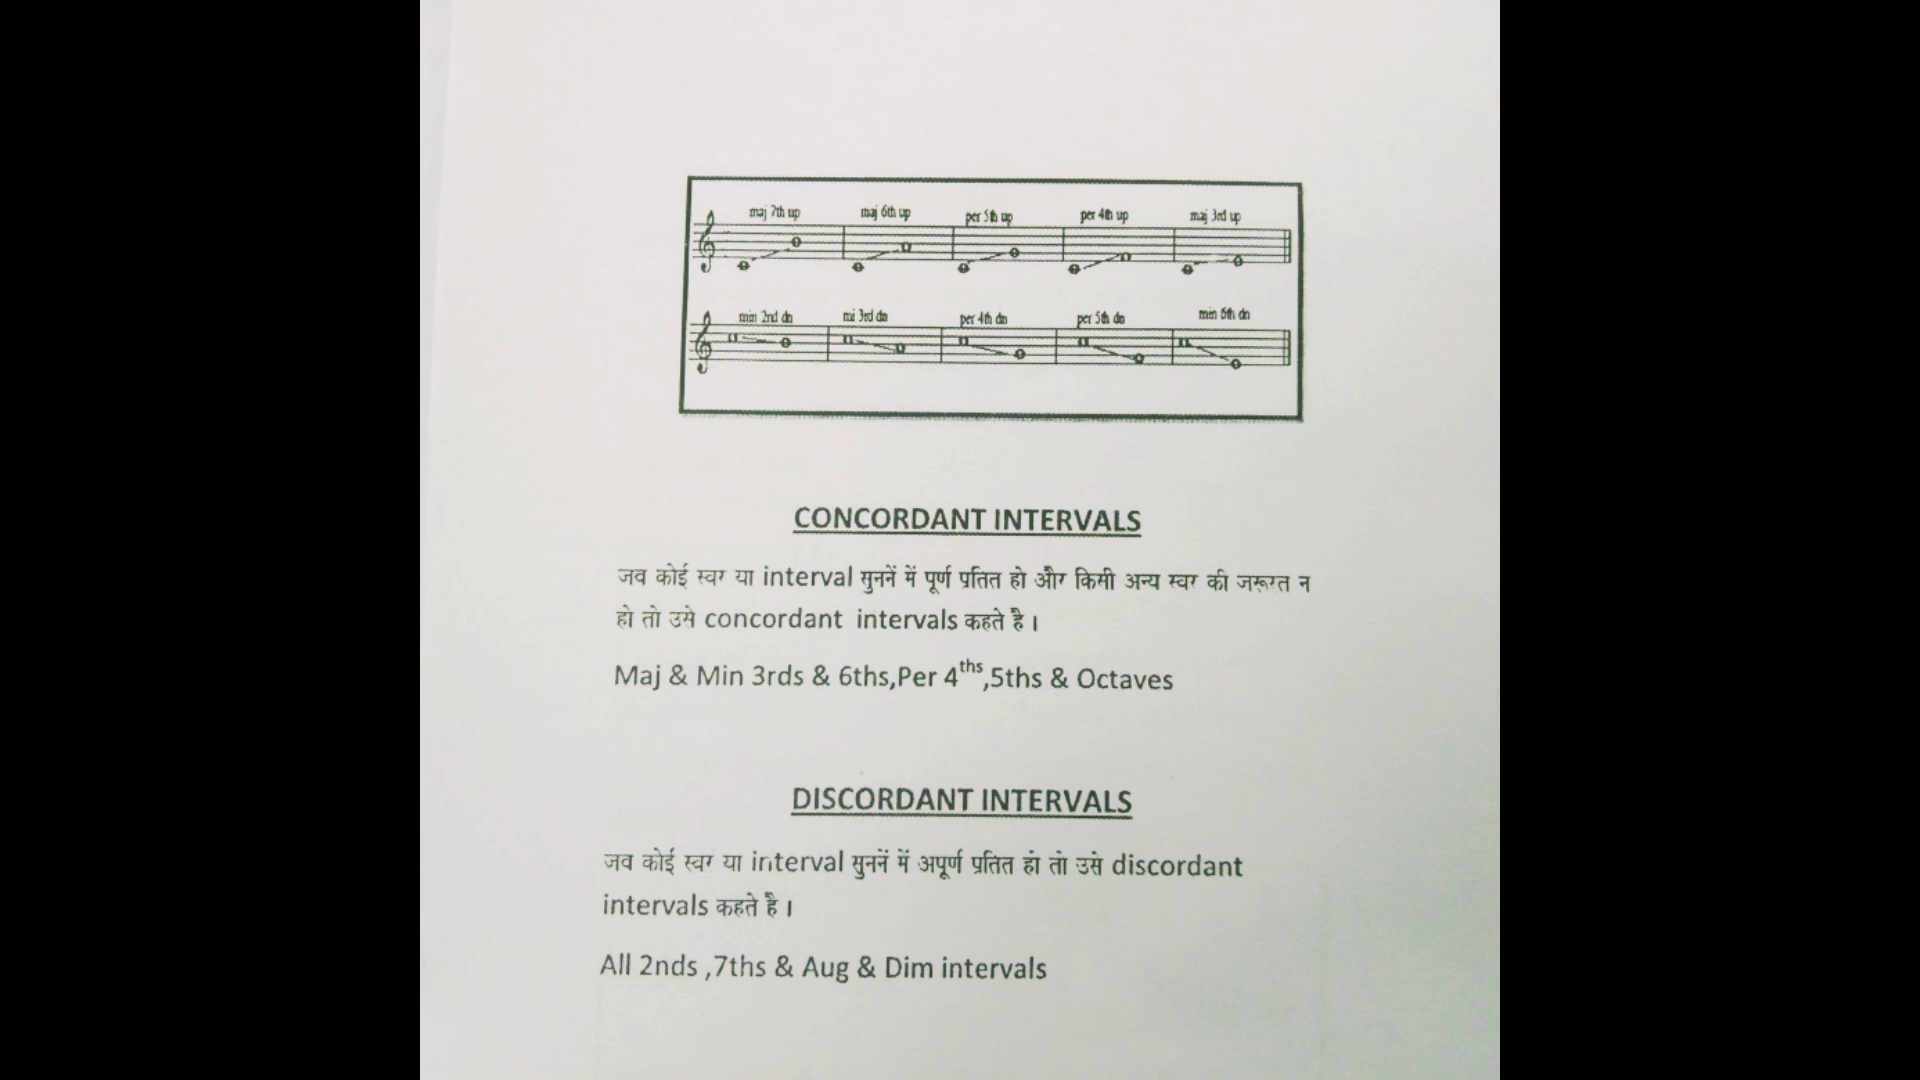 maj 7th up maj 6th up per 5th up per 4th up maj 3rd up
min 2nd dn mi 3rd dn per 4th dn per 5th dn min 6th dn
CONCORDANT INTERVALS
जव कोई स्वर या interval सुननें में पूर्ण प्रतित हो और किसी अन्य स्वर की जरूरत न
हो तो उसे concordant intervals कहते है।
Maj & Min 3rds & 6ths,Per 4ths,5ths & Octaves
DISCORDANT INTERVALS
जव कोई स्वर या interval सुननें में अपूर्ण प्रतित हो तो उसे discordant
intervals कहते है।
All 2nds ,7ths & Aug & Dim intervals